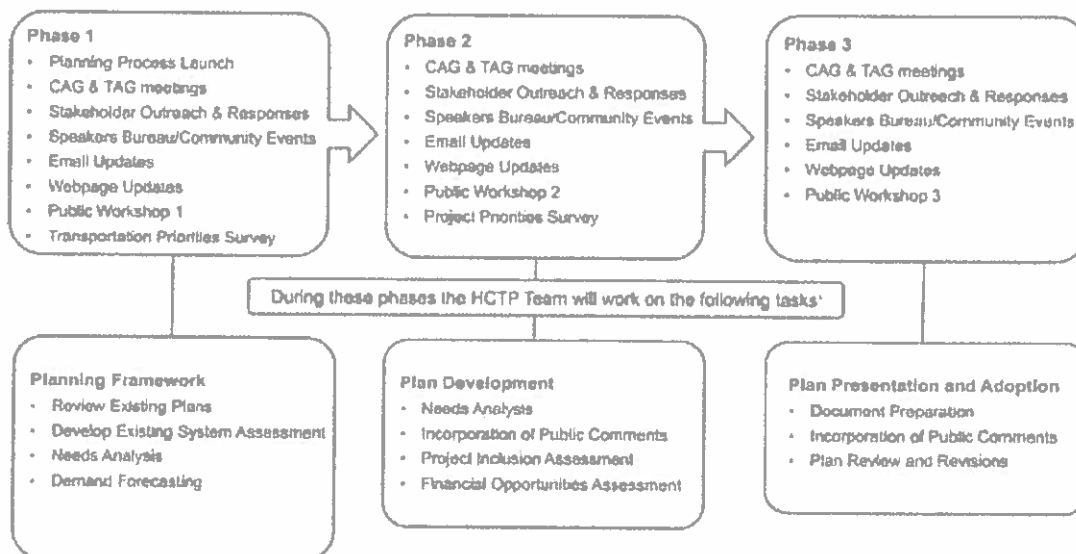 Phase 1
• Planning Process Launch
• CAG & TAG meetings
• Stakeholder Outreach & Responses
• Speakers Bureau/Community Events
• Email Updates
• Webpage Updates
• Public Workshop 1
• Transportation Priorities Survey
Phase 2
• CAG & TAG meetings
• Stakeholder Outreach & Responses
• Speakers Bureau/Community Events
• Email Updates
• Webpage Updates
• Public Workshop 2
• Project Priorities Survey
Phase 3
• CAG & TAG meetings
• Stakeholder Outreach & Responses
• Speakers Bureau/Community Events
• Email Updates
• Webpage Updates
• Public Workshop 3
During these phases the HCTP Team will work on the following tasks:
Planning Framework
• Review Existing Plans
• Develop Existing System Assessment
• Needs Analysis
• Demand Forecasting
Plan Development
• Needs Analysis
• Incorporation of Public Comments
• Project Inclusion Assessment
• Financial Opportunities Assessment
Plan Presentation and Adoption
• Document Preparation
• Incorporation of Public Comments
• Plan Review and Revisions